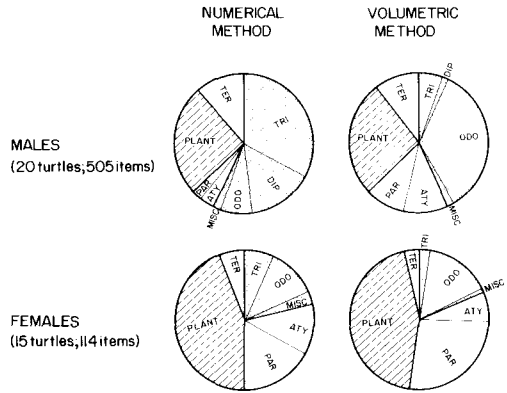 NUMERICAL METHOD
VOLUMETRIC METHOD
MALES
(20 turtles; 505 items)
TER
TRI
DIP
ODO
MISC
ATY
PAR
PLANT
TER
TRI
DIP
ODO
MISC
ATY
PAR
PLANT
FEMALES
(15 turtles; 114 items)
TER
TRI
ODO
MISC
ATY
PAR
PLANT
TER
TRI
ODO
MISC
ATY
PAR
PLANT